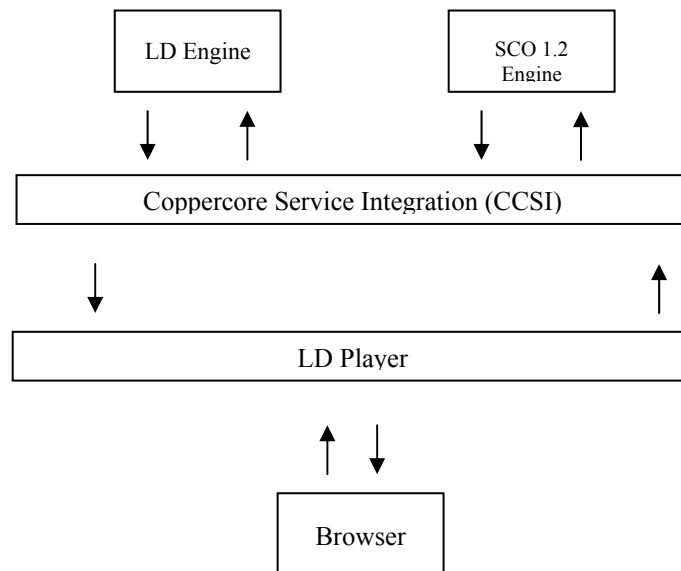 LD Engine
SCO 1.2
Engine
Coppercore Service Integration (CCSI)
LD Player
Browser